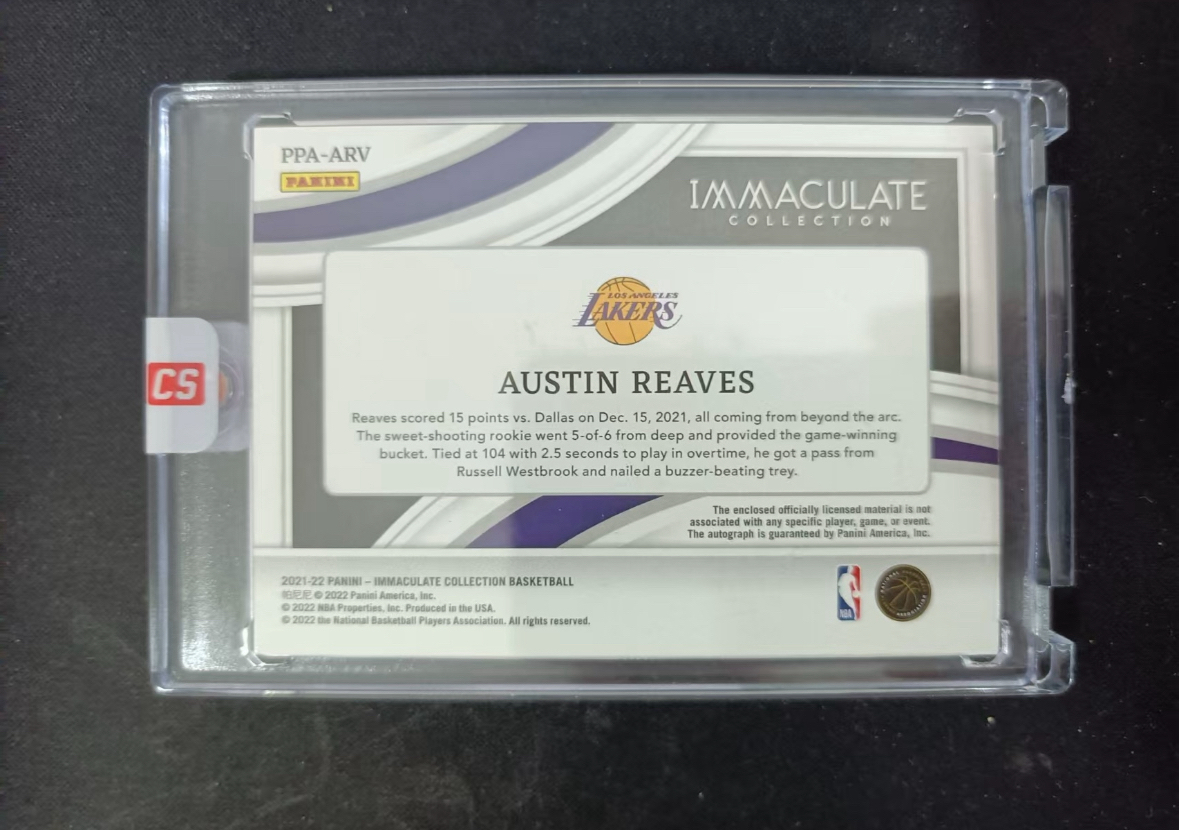 PPA-ARV
PANINI
IMMACULATE
COLLECTION
LOS ANGELES
LAKERS
CS
AUSTIN REAVES
Reaves scored 15 points vs. Dallas on Dec. 15, 2021, all coming from beyond the arc.
The sweet-shooting rookie went 5-of-6 from deep and provided the game-winning
bucket. Tied at 104 with 2.5 seconds to play in overtime, he got a pass from
Russell Westbrook and nailed a buzzer-beating trey.
The enclosed officially licensed material is not
associated with any specific player, game, or event.
The autograph is guaranteed by Panini America, Inc.
2021-22 PANINI – IMMACULATE COLLECTION BASKETBALL
帕尼尼 © 2022 Panini America, Inc.
© 2022 NBA Properties, Inc. Produced in the USA.
© 2022 the National Basketball Players Association. All rights reserved.
NBA